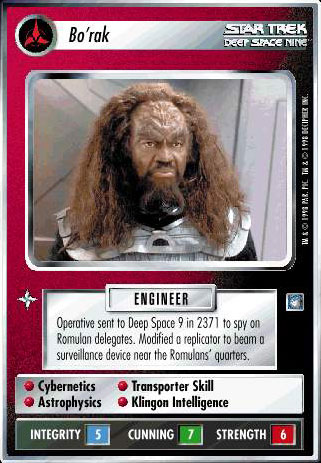 Bo'rak
STAR TREK
DEEP SPACE NINE
TM & © 1998 PAR. PIC. TM & © 1998 DECIPHER INC.
ENGINEER
Operative sent to Deep Space 9 in 2371 to spy on
Romulan delegates. Modified a replicator to beam a
surveillance device near the Romulans' quarters.
Cybernetics
Transporter Skill
Astrophysics
Klingon Intelligence
INTEGRITY 5 CUNNING 7 STRENGTH 6